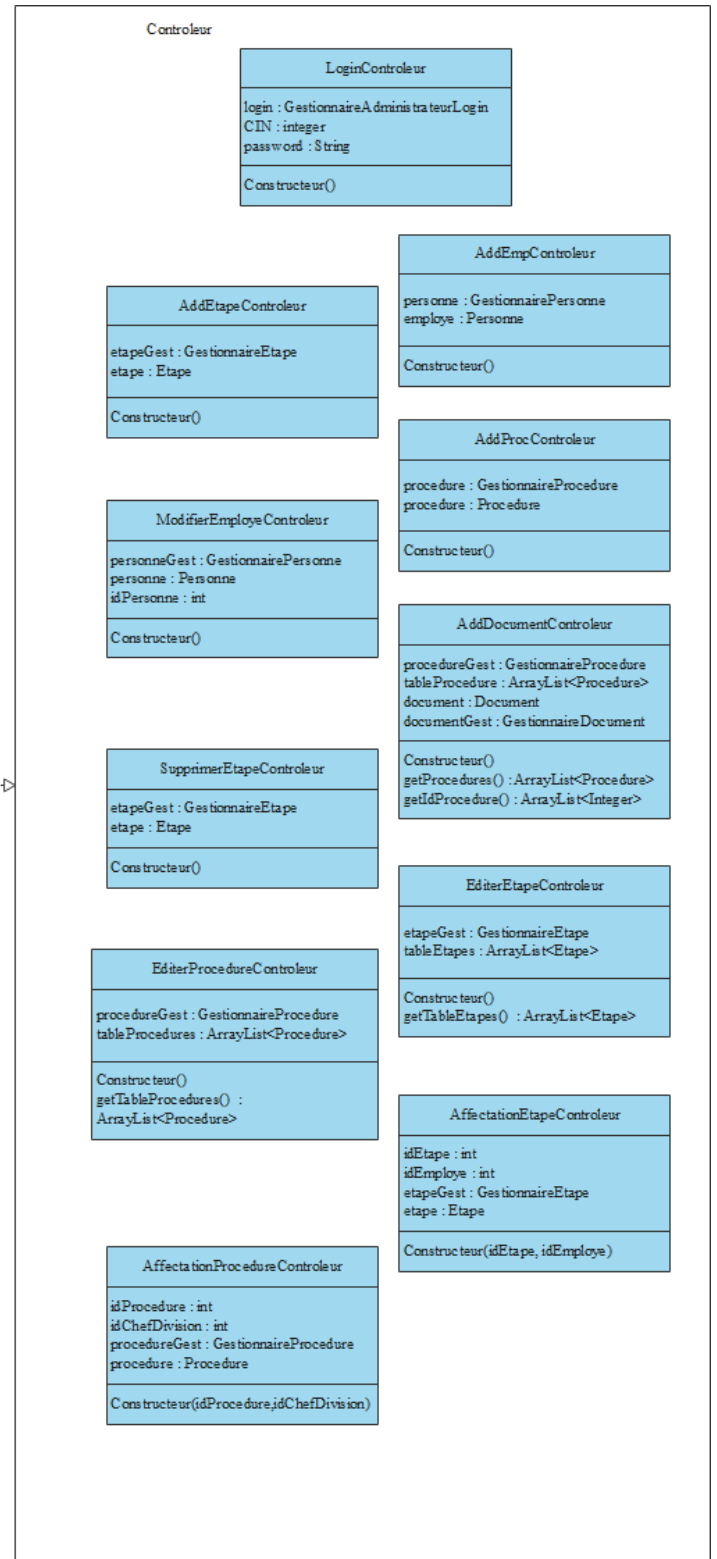 Controleur
LoginControleur
login : GestionnaireAdministrateurLogin
CIN : integer
password : String
Constructeur()
AddEmpControleur
personne : GestionnairePersonne
employe : Personne
Constructeur()
AddEtapeControleur
etapeGest : GestionnaireEtape
etape : Etape
Constructeur()
AddProcControleur
procedure : GestionnaireProcedure
procedure : Procedure
Constructeur()
ModifierEmployeControleur
personneGest : GestionnairePersonne
personne : Personne
idPersonne : int
Constructeur()
AddDocumentControleur
procedureGest : GestionnaireProcedure
tableProcedure : ArrayList<Procedure>
document : Document
documentGest : GestionnaireDocument
Constructeur()
getProcedures() : ArrayList<Procedure>
getIdProcedure() : ArrayList<Integer>
SupprimerEtapeControleur
etapeGest : GestionnaireEtape
etape : Etape
Constructeur()
EditerEtapeControleur
etapeGest : GestionnaireEtape
tableEtapes : ArrayList<Etape>
Constructeur()
getTableEtapes() : ArrayList<Etape>
EditerProcedureControleur
procedureGest : GestionnaireProcedure
tableProcedures : ArrayList<Procedure>
Constructeur()
getTableProcedures() :
ArrayList<Procedure>
AffectationEtapeControleur
idEtape : int
idEmploye : int
etapeGest : GestionnaireEtape
etape : Etape
Constructeur(idEtape, idEmploye)
AffectationProcedureControleur
idProcedure : int
idChefDivision : int
procedureGest : GestionnaireProcedure
procedure : Procedure
Constructeur(idProcedure,idChefDivision)